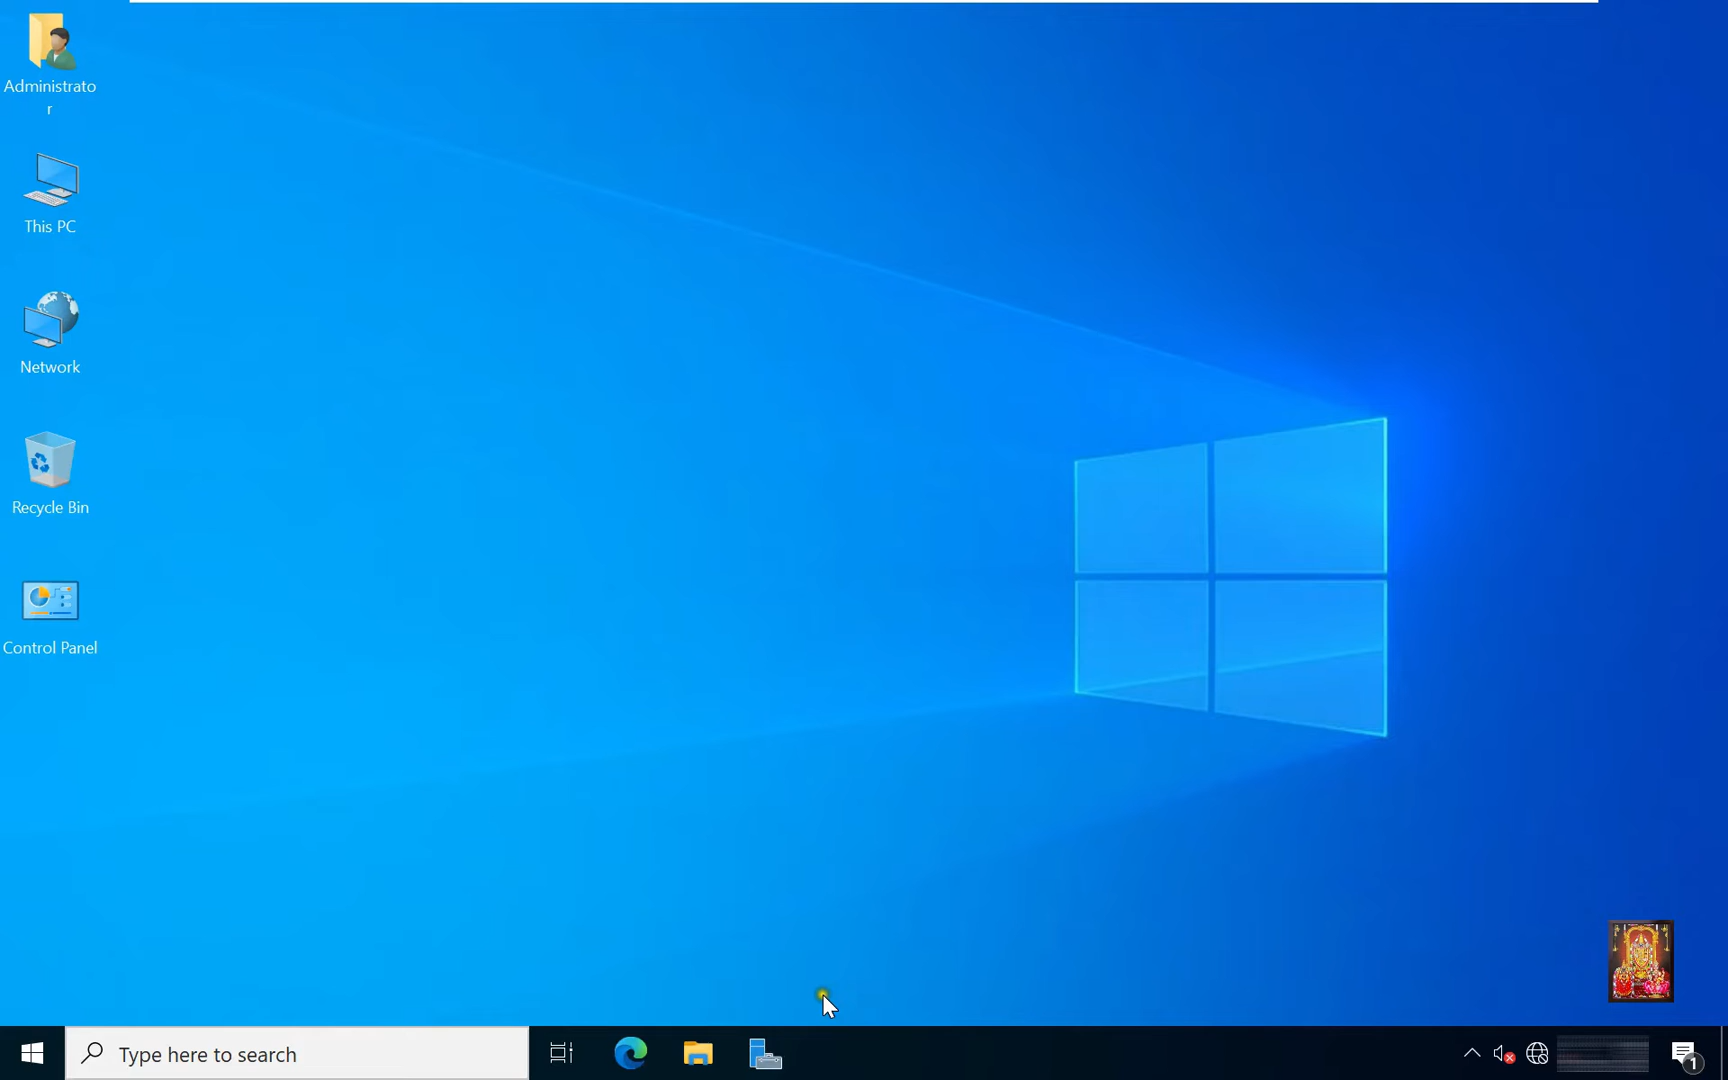 Administrato
r
This PC
Network
Recycle Bin
Control Panel
Type here to search
1